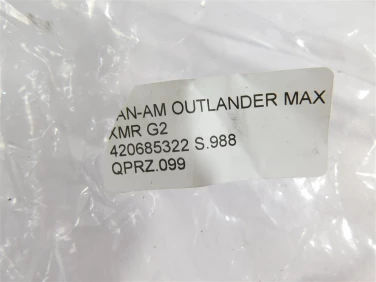 AN-AM OUTLANDER MAX
XMR G2
420685322 S.988
QPRZ.099